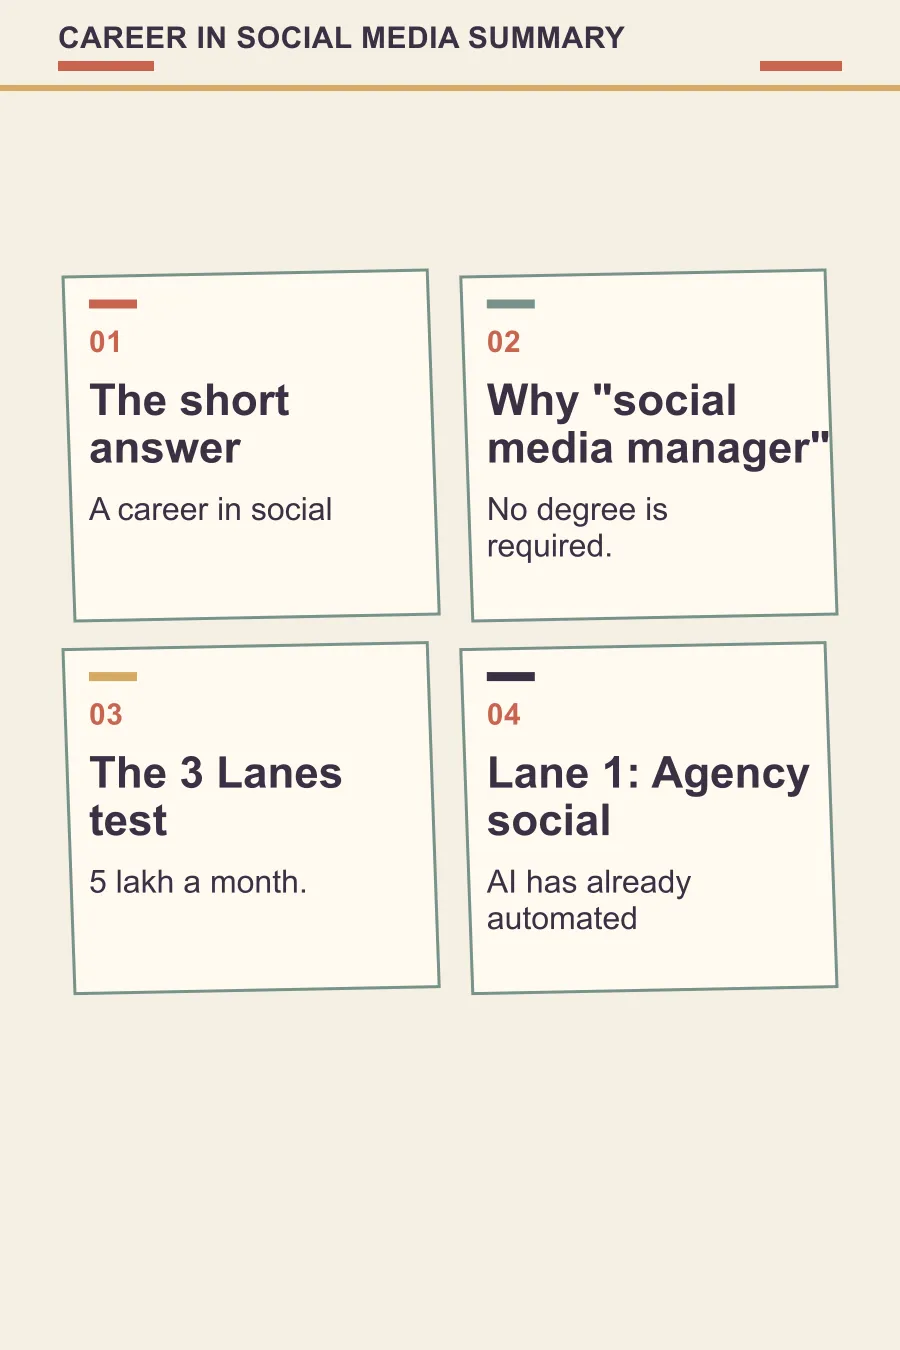 CAREER IN SOCIAL MEDIA SUMMARY
01
The short
answer
A career in social
02
Why "social
media manager"
No degree is
required.
03
The 3 Lanes
test
5 lakh a month.
04
Lane 1: Agency
social
AI has already
automated